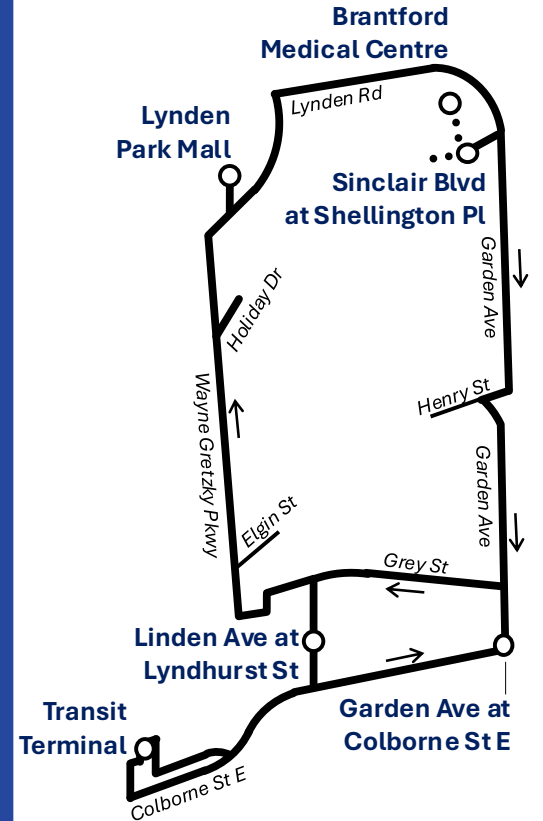 Brantford
Medical Centre
Lynden Rd
Lynden
Park Mall
Sinclair Blvd
at Shellington Pl
Garden Ave
Holiday Dr
Henry St
Wayne Gretzky Pkwy
Garden Ave
Elgin St
Grey St
Linden Ave at
Lyndhurst St
Garden Ave at
Colborne St E
Transit
Terminal
Colborne St E